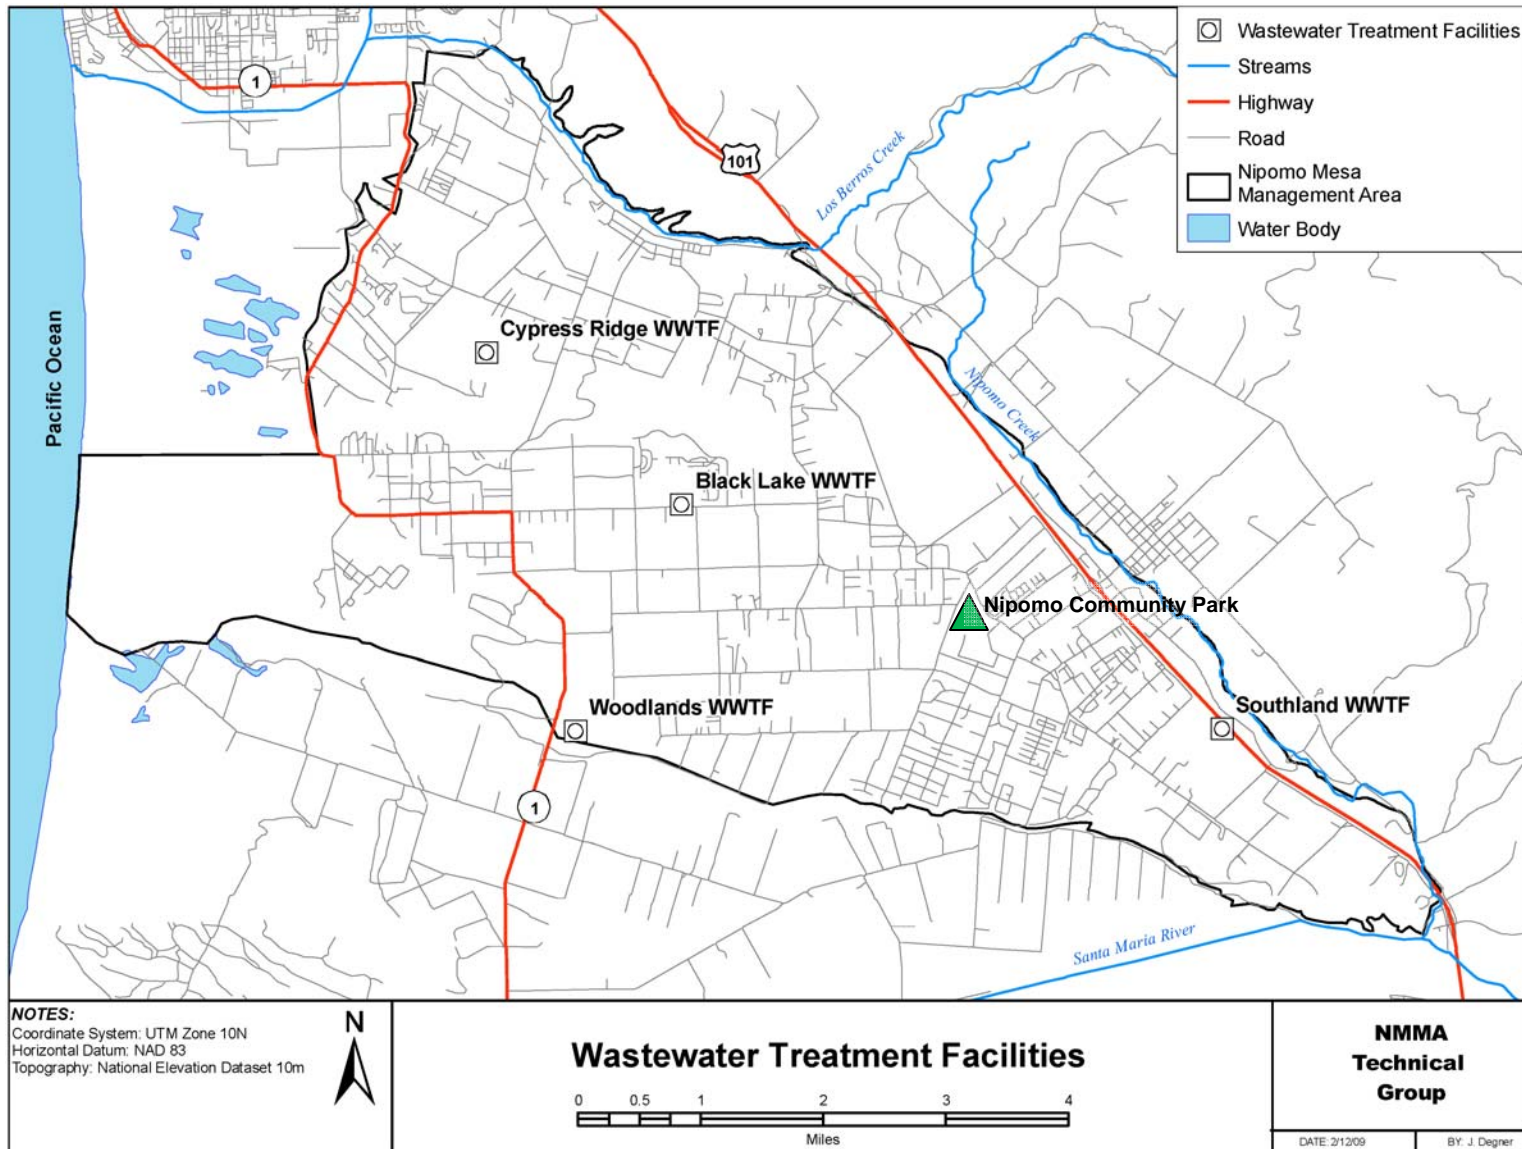 Wastewater Treatment Facilities
Streams
Highway
Road
Nipomo Mesa
Management Area
Water Body
1
101
Los Berros Creek
Pacific Ocean
Cypress Ridge WWTF
Nipomo Creek
Black Lake WWTF
Nipomo Community Park
Woodlands WWTF
Southland WWTF
1
Santa Maria River
NOTES:
Coordinate System: UTM Zone 10N
Horizontal Datum: NAD 83
Topography: National Elevation Dataset 10m
N
Wastewater Treatment Facilities
0 0.5 1 2 3 4
Miles
NMMA
Technical
Group
DATE: 2/12/09
BY: J. Degner